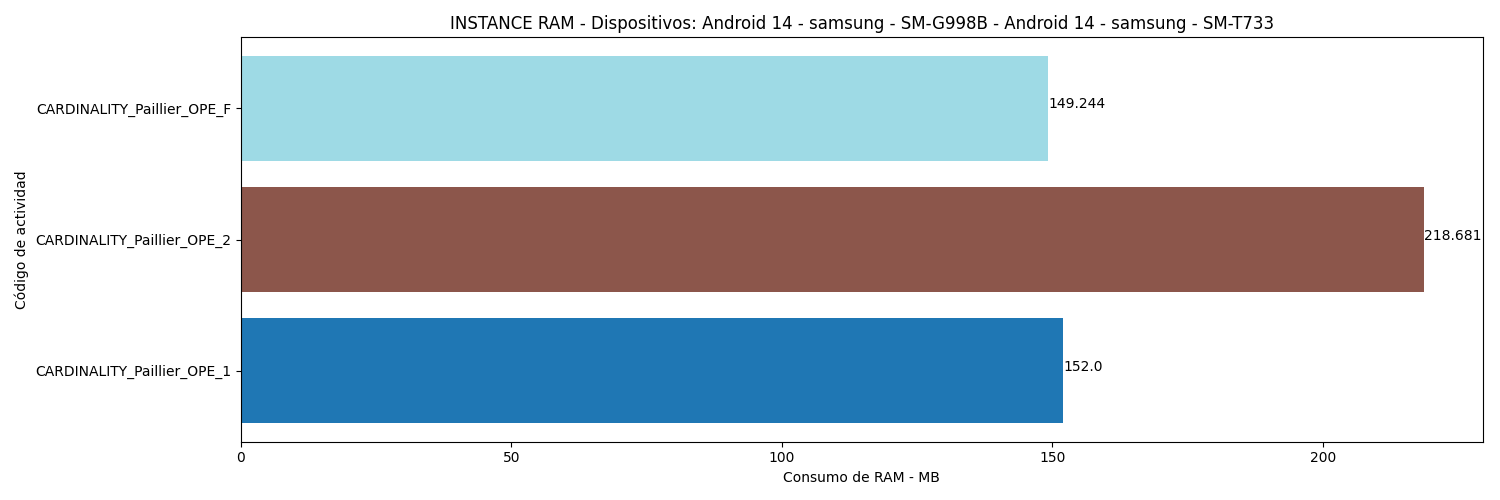 INSTANCE RAM - Dispositivos: Android 14 - samsung - SM-G998B - Android 14 - samsung - SM-T733
Código de actividad
CARDINALITY_Paillier_OPE_F
149.244
CARDINALITY_Paillier_OPE_2
218.681
CARDINALITY_Paillier_OPE_1
152.0
0 50 100 150 200
Consumo de RAM - MB